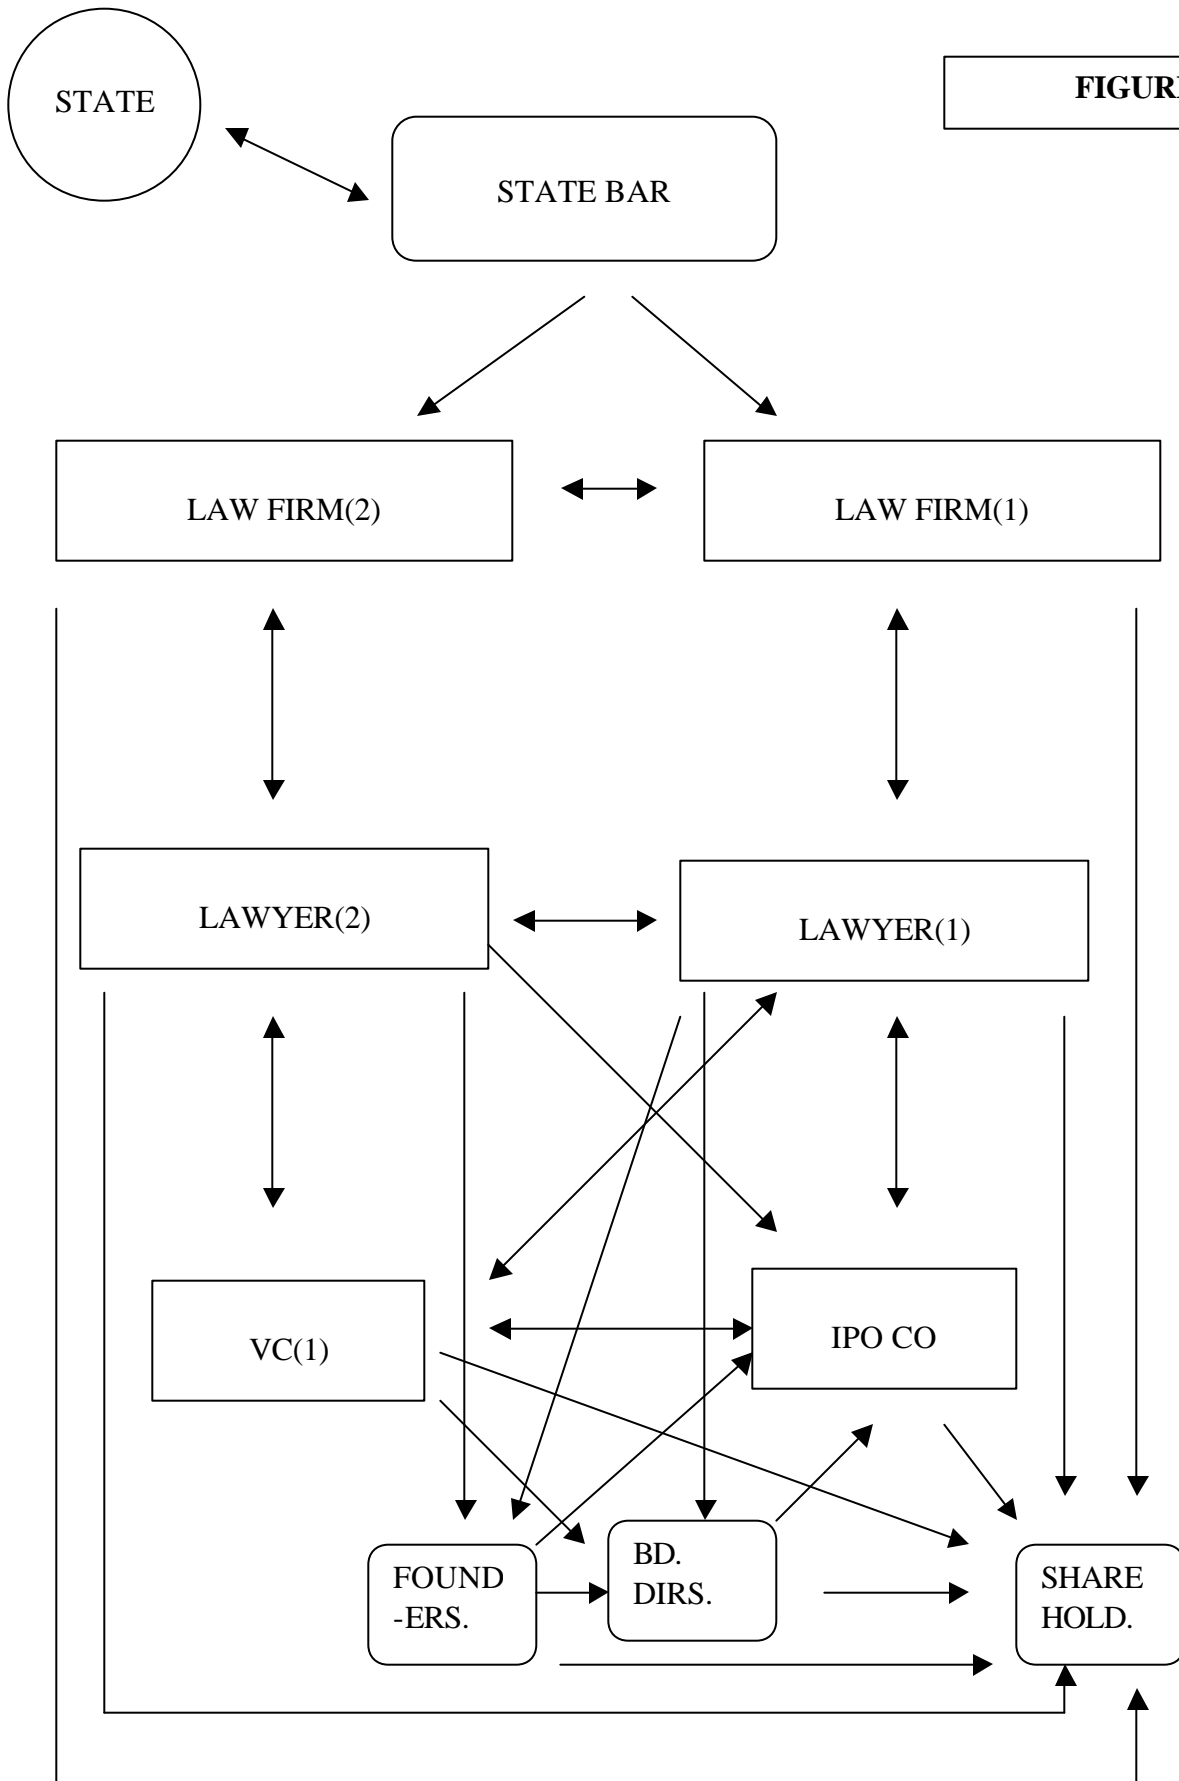 STATE
FIGUR
STATE BAR
LAW FIRM(2)
LAW FIRM(1)
LAWYER(2)
LAWYER(1)
VC(1)
IPO CO
FOUND
-ERS.
BD.
DIRS.
SHARE
HOLD.